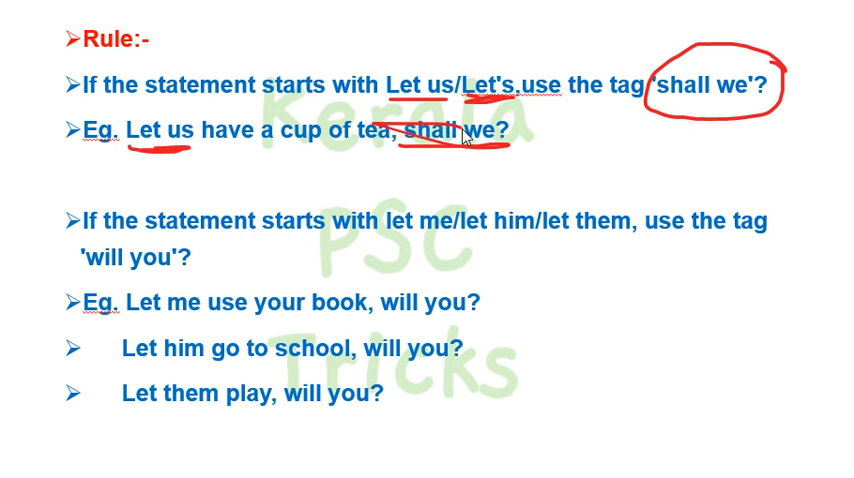 Rule:-
If the statement starts with Let us/Let's,use the tag 'shall we'?
Eg. Let us have a cup of tea, shall we?
If the statement starts with let me/let him/let them, use the tag
'will you'?
Eg. Let me use your book, will you?
Let him go to school, will you?
Let them play, will you?
Kerala
PSC
Tricks